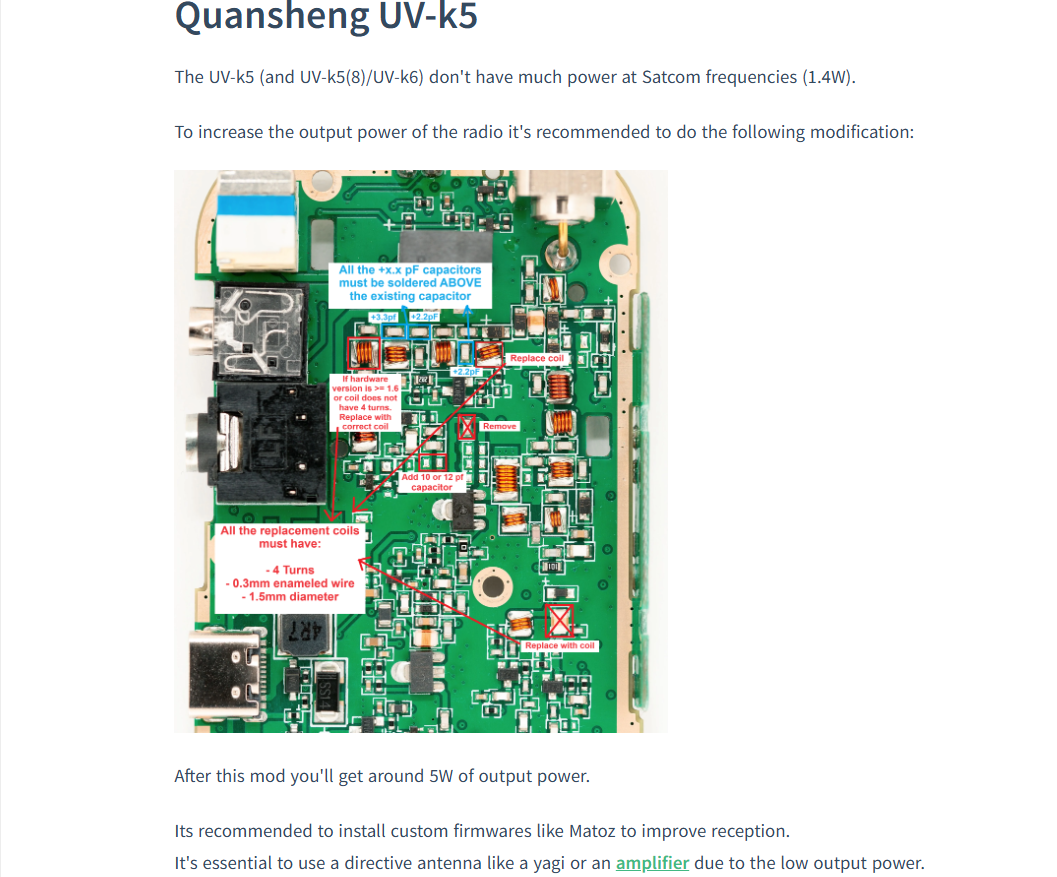 Quansheng UV-k5
The UV-k5 (and UV-k5(8)/UV-k6) don't have much power at Satcom frequencies (1.4W).
To increase the output power of the radio it's recommended to do the following modification:
All the +x.x pF capacitors
must be soldered ABOVE
the existing capacitor
+3.3pf
+2.2pF
+2.2pF
Replace coil
If hardware
version is >= 1.6
or coil does not
have 4 turns.
Replace with
correct coil
Remove
Add 10 or 12 pf
capacitor
All the replacement coils
must have:
- 4 Turns
- 0.3mm enameled wire
- 1.5mm diameter
4R7
SS14
Replace with coil
After this mod you'll get around 5W of output power.
Its recommended to install custom firmwares like Matoz to improve reception.
It's essential to use a directive antenna like a yagi or an amplifier due to the low output power.